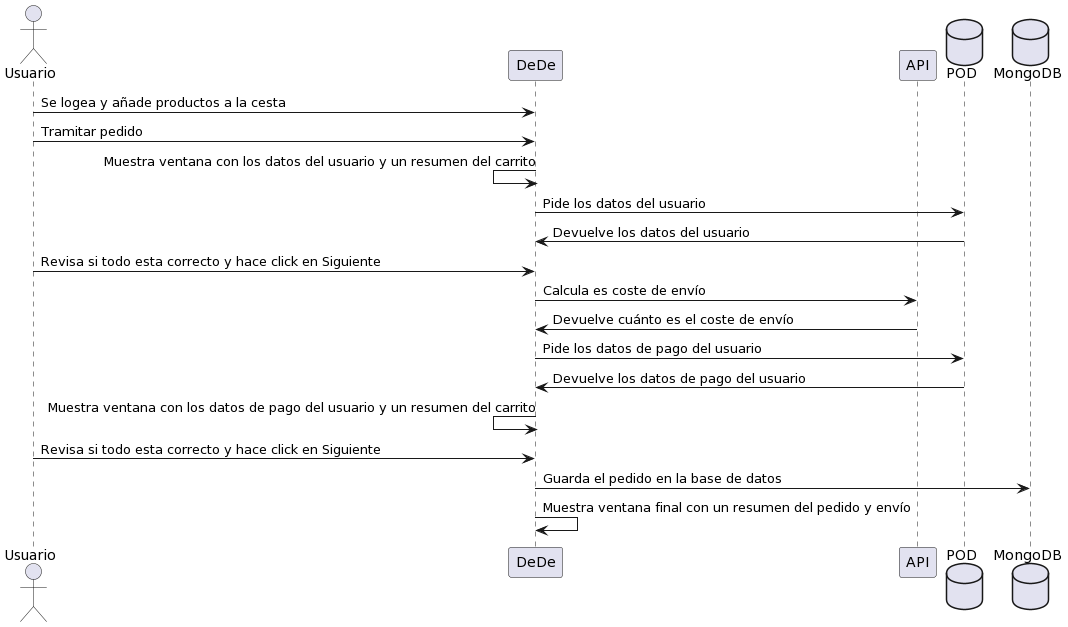 Usuario
DeDe
API
POD
MongoDB
Se logea y añade productos a la cesta
Tramitar pedido
Muestra ventana con los datos del usuario y un resumen del carrito
Pide los datos del usuario
Devuelve los datos del usuario
Revisa si todo esta correcto y hace click en Siguiente
Calcula es coste de envío
Devuelve cuánto es el coste de envío
Pide los datos de pago del usuario
Devuelve los datos de pago del usuario
Muestra ventana con los datos de pago del usuario y un resumen del carrito
Revisa si todo esta correcto y hace click en Siguiente
Guarda el pedido en la base de datos
Muestra ventana final con un resumen del pedido y envío
Usuario
DeDe
API
POD
MongoDB